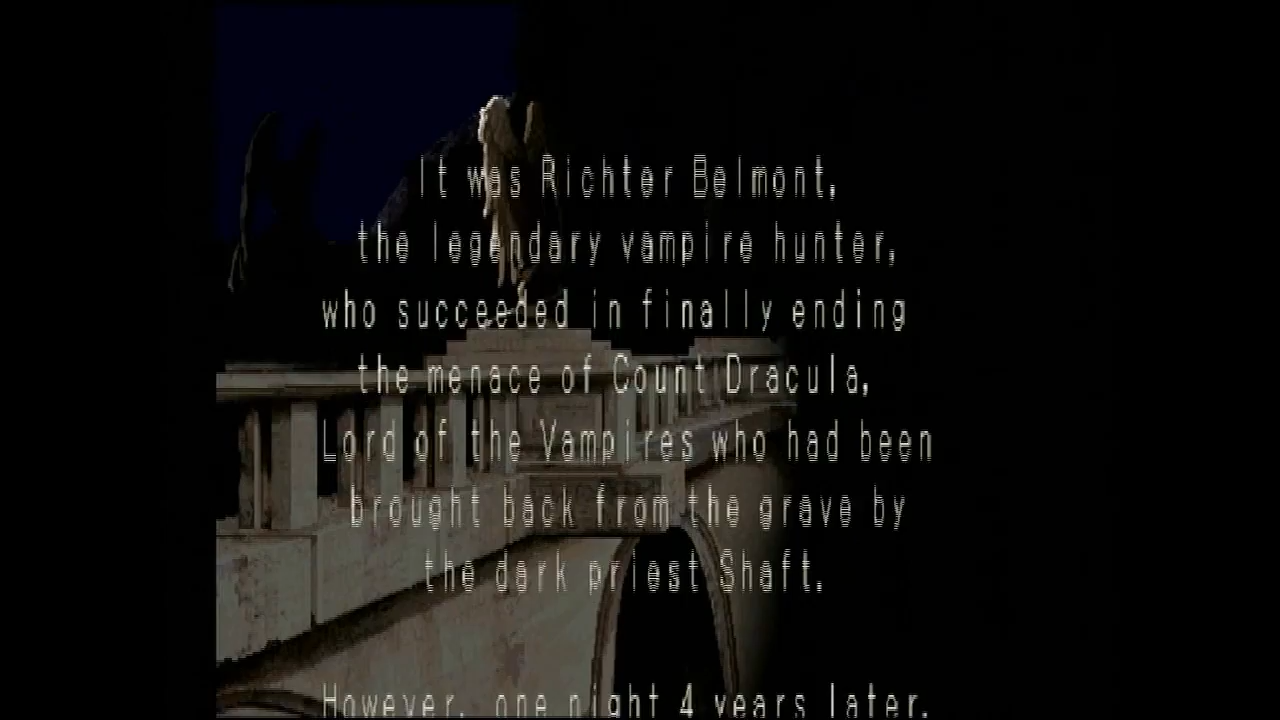 It was Richter Belmont,
the legendary vampire hunter,
who succeeded in finally ending
the menace of Count Dracula,
Lord of the Vampires who had been
brought back from the grave by
the dark priest Shaft.
However, one night 4 years later,